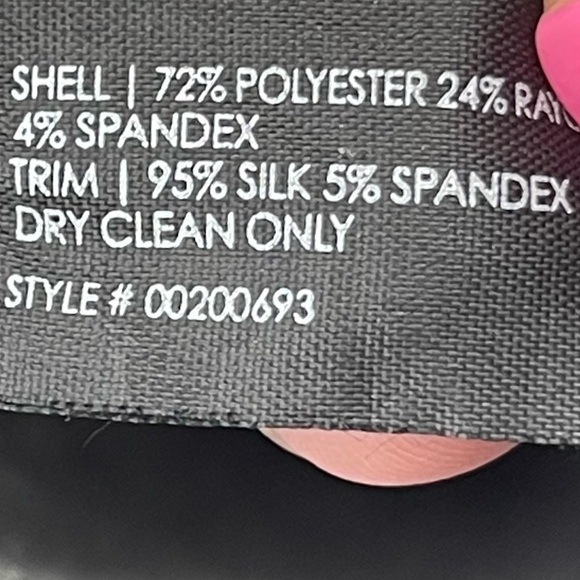 SHELL | 72% POLYESTER 24%
4% SPANDEX
TRIM | 95% SILK 5% SPANDEX
DRY CLEAN ONLY
STYLE # 00200693